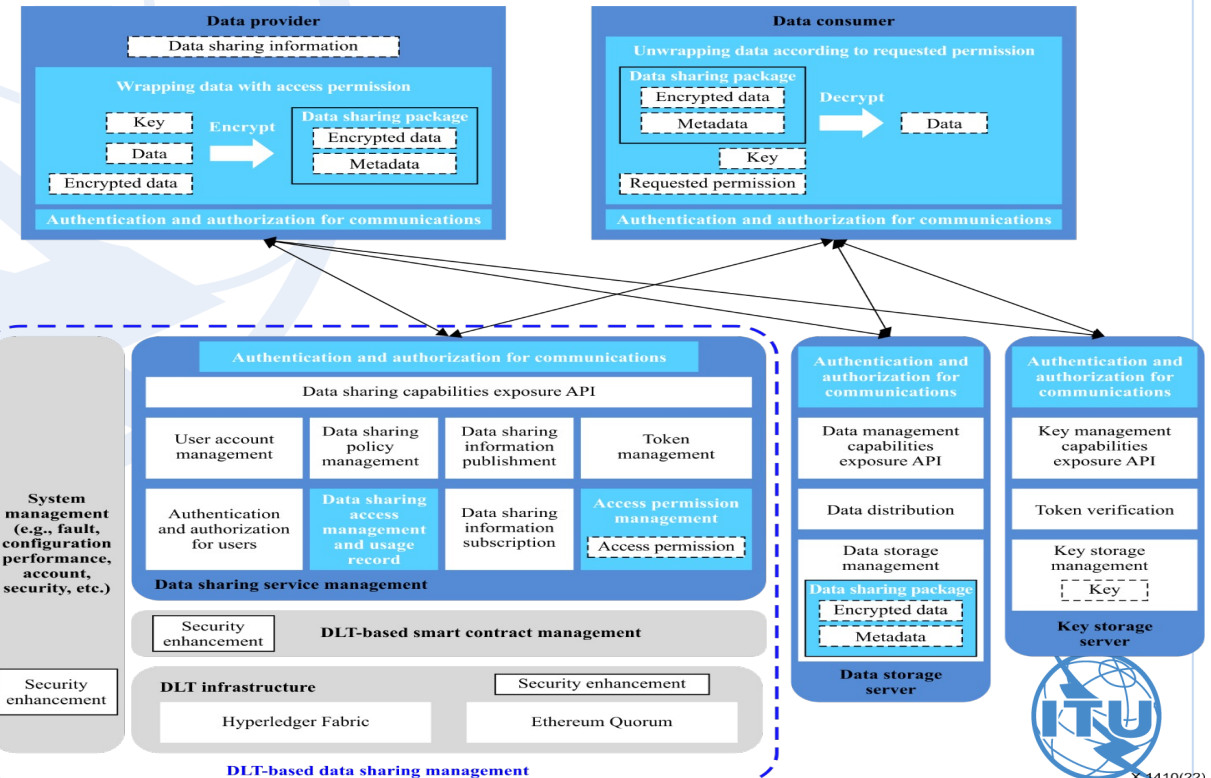 Data provider
Data sharing information
Wrapping data with access permission
Key
Data
Encrypted data
Encrypt
Data sharing package
Encrypted data
Metadata
Authentication and authorization for communications
Data consumer
Unwrapping data according to requested permission
Data sharing package
Encrypted data
Metadata
Decrypt
Data
Key
Requested permission
Authentication and authorization for communications
System
management
(e.g., fault,
configuration
performance,
account,
security, etc.)
Security
enhancement
Authentication and authorization for communications
Data sharing capabilities exposure API
User account
management
Data sharing
policy
management
Data sharing
information
publishment
Token
management
Authentication
and authorization
for users
Data sharing
access
management
and usage
record
Data sharing
information
subscription
Access permission
management
Access permission
Data sharing service management
Security
enhancement
DLT-based smart contract management
DLT infrastructure
Security enhancement
Hyperledger Fabric
Ethereum Quorum
DLT-based data sharing management
Authentication and
authorization for
communications
Data management
capabilities
exposure API
Data distribution
Data storage
management
Data sharing package
Encrypted data
Metadata
Data storage
server
Authentication and
authorization for
communications
Key management
capabilities
exposure API
Token verification
Key storage
management
Key
Key storage
server
ITU
X.1410(22)